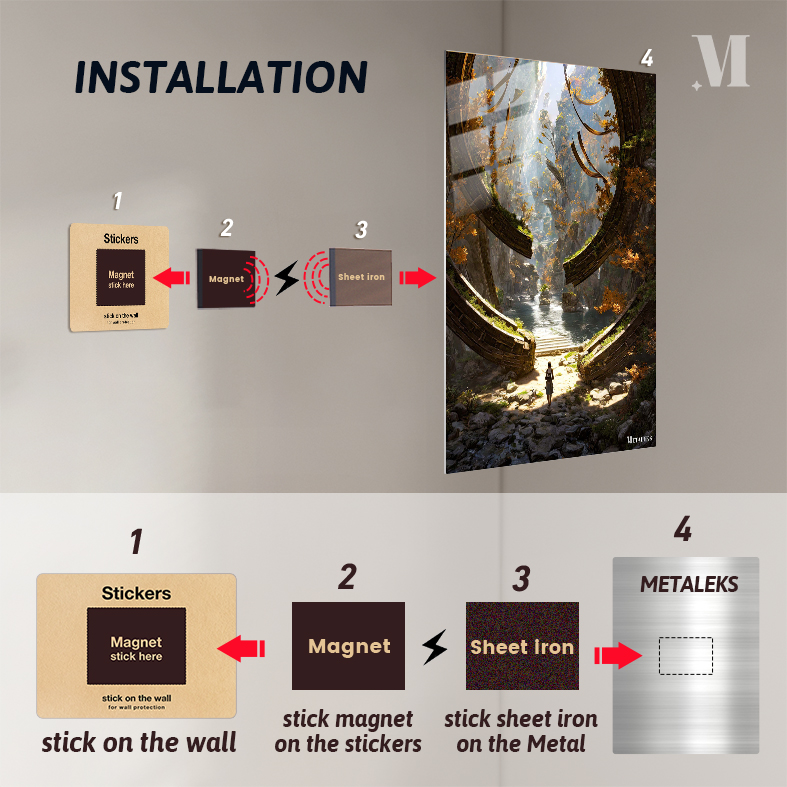 INSTALLATION
M
4
1
2
3
Stickers
Magnet
stick here
stick on the wall
for wall protection
Magnet
Sheet iron
METALEKS
1
2
3
4
Stickers
Magnet
stick here
stick on the wall
for wall protection
Magnet
Sheet iron
METALEKS
stick on the wall
stick magnet
on the stickers
stick sheet iron
on the Metal